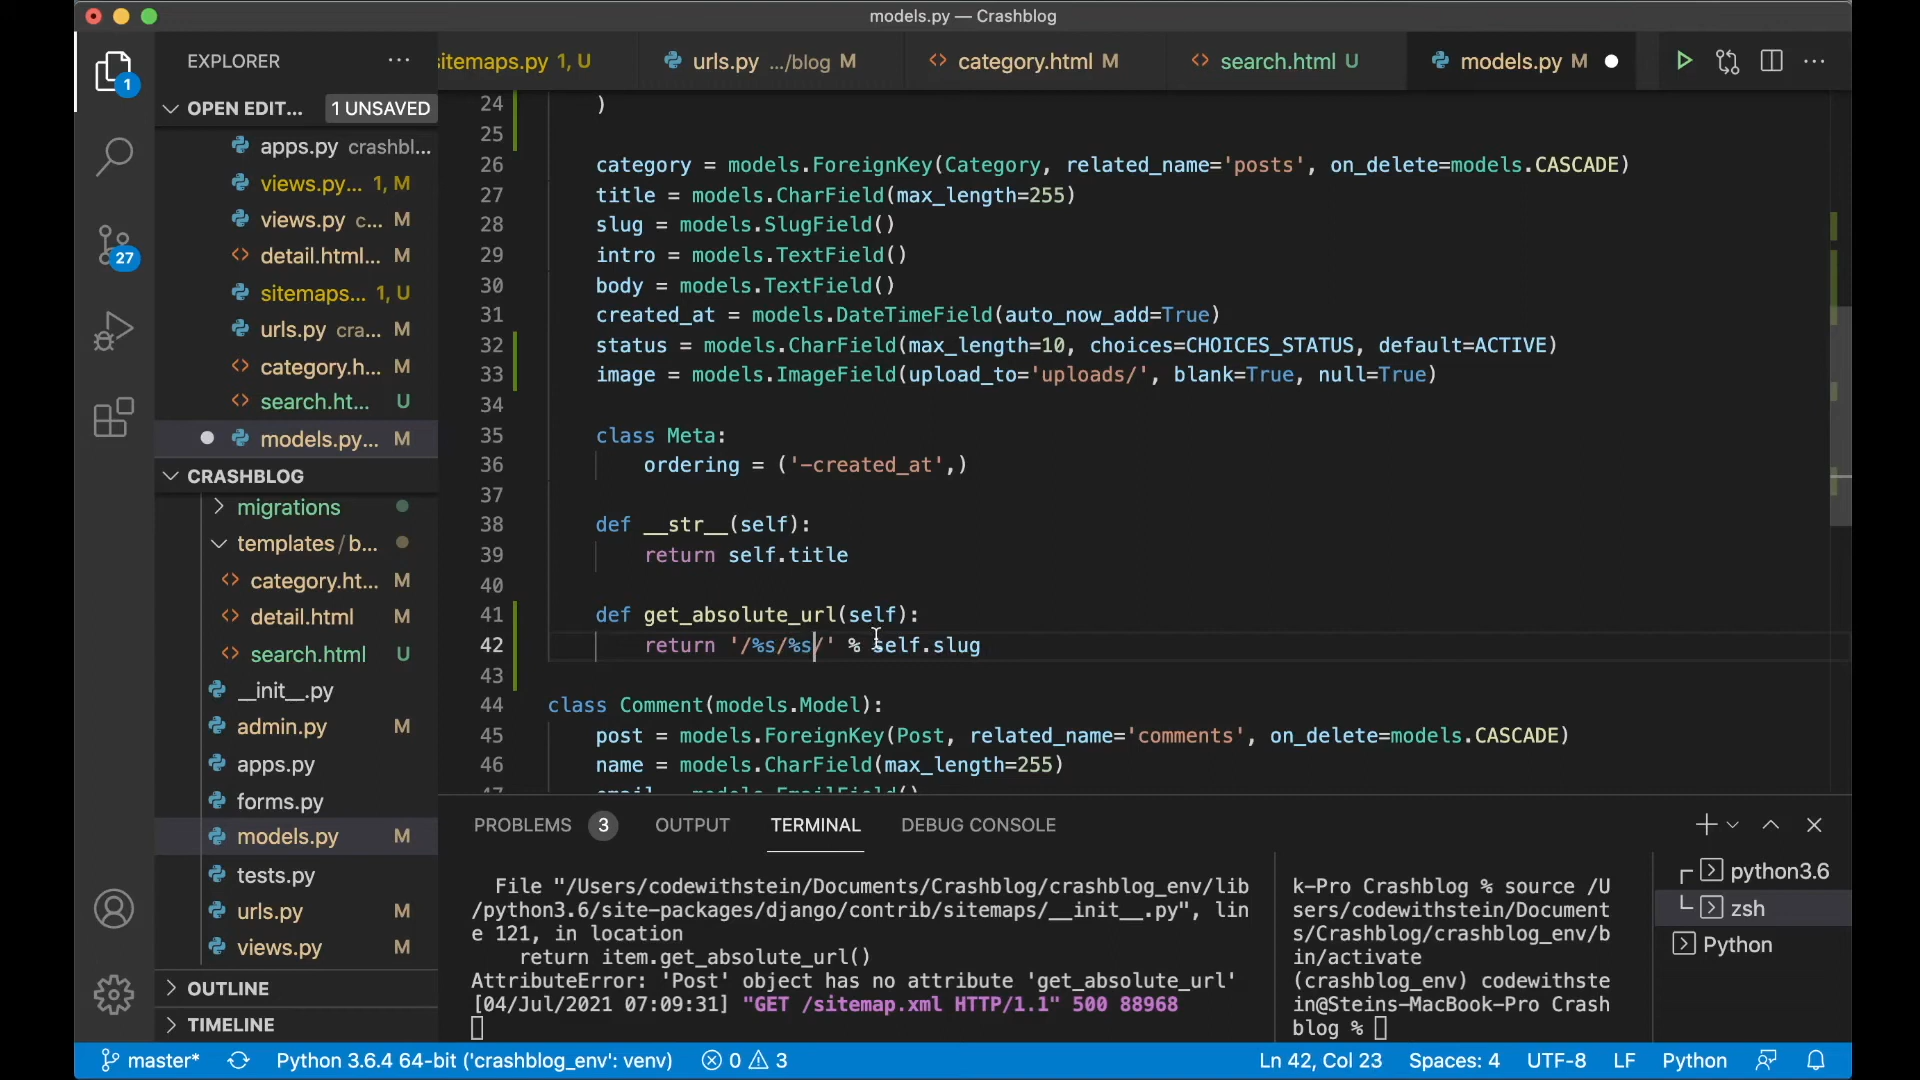 models.py — Crashblog
EXPLORER
sitemaps.py 1, U
urls.py .../blog M
category.html M
search.html U
models.py M
OPEN EDIT... 1 UNSAVED
apps.py crashbl...
views.py... 1, M
views.py c... M
detail.html... M
sitemaps... 1, U
urls.py cra... M
category.h... M
search.ht... U
models.py... M
CRASHBLOG
migrations
templates/b...
category.ht... M
detail.html M
search.html U
__init__.py
admin.py M
apps.py
forms.py
models.py M
tests.py
urls.py M
views.py M
OUTLINE
TIMELINE
1
27
24 )
25
26 category = models.ForeignKey(Category, related_name='posts', on_delete=models.CASCADE)
27 title = models.CharField(max_length=255)
28 slug = models.SlugField()
29 intro = models.TextField()
30 body = models.TextField()
31 created_at = models.DateTimeField(auto_now_add=True)
32 status = models.CharField(max_length=10, choices=CHOICES_STATUS, default=ACTIVE)
33 image = models.ImageField(upload_to='uploads/', blank=True, null=True)
34
35 class Meta:
36 ordering = ('-created_at',)
37
38 def __str__(self):
39 return self.title
40
41 def get_absolute_url(self):
42 return '/%s/%s/' % self.slug
43
44 class Comment(models.Model):
45 post = models.ForeignKey(Post, related_name='comments', on_delete=models.CASCADE)
46 name = models.CharField(max_length=255)
47 email = models.EmailField()
PROBLEMS 3 OUTPUT TERMINAL DEBUG CONSOLE
File "/Users/codewithstein/Documents/Crashblog/crashblog_env/lib
/python3.6/site-packages/django/contrib/sitemaps/__init__.py", lin
e 121, in location
return item.get_absolute_url()
AttributeError: 'Post' object has no attribute 'get_absolute_url'
[04/Jul/2021 07:09:31] "GET /sitemap.xml HTTP/1.1" 500 88968
k-Pro Crashblog % source /U
sers/codewithstein/Document
s/Crashblog/crashblog_env/b
in/activate
(crashblog_env) codewithste
in@Steins-MacBook-Pro Crash
blog %
python3.6
zsh
Python
master* Python 3.6.4 64-bit ('crashblog_env': venv) 0 3 Ln 42, Col 23 Spaces: 4 UTF-8 LF Python